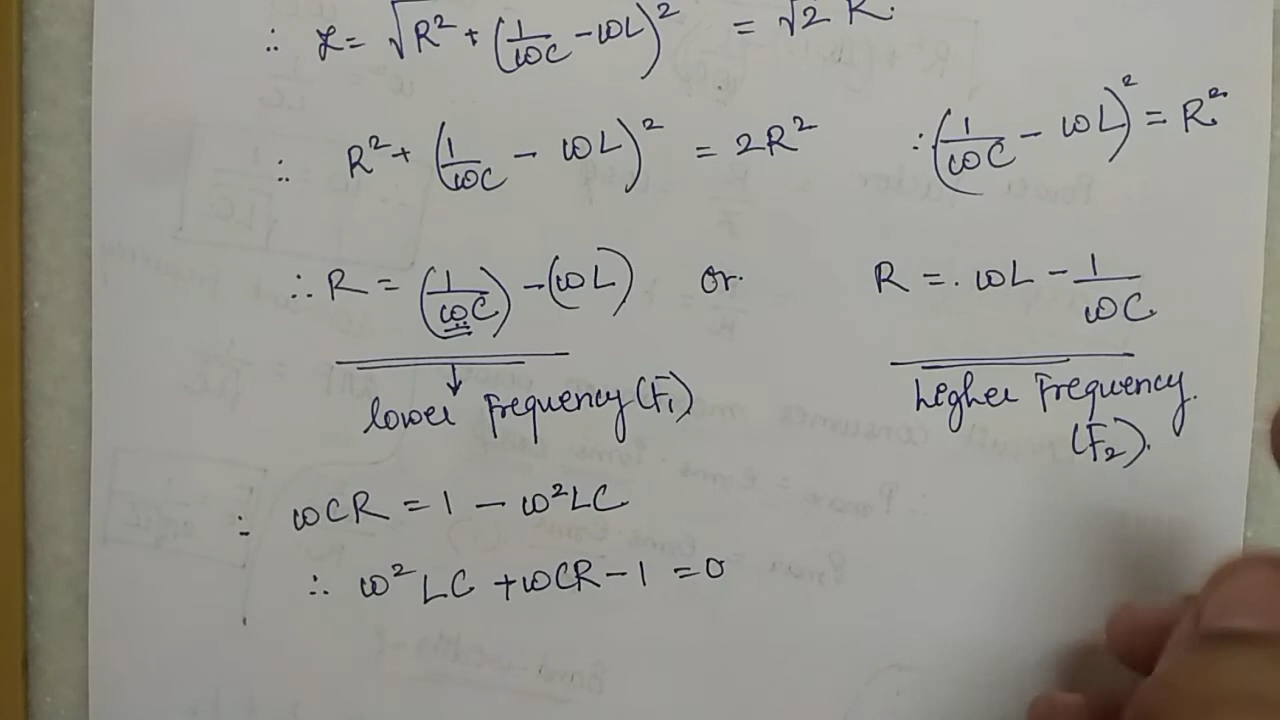 ∴ Z = √R² + (1/ωC − ωL)² = √2 R.
∴ R² + (1/ωC − ωL)² = 2R² ∴ (1/ωC − ωL)² = R²
∴ R = (1/ωC) − (ωL) or R = ωL − 1/ωC
lower frequency (F₁) higher Frequency. (F₂).
∴ ωCR = 1 − ω²LC
∴ ω²LC + ωCR − 1 = 0